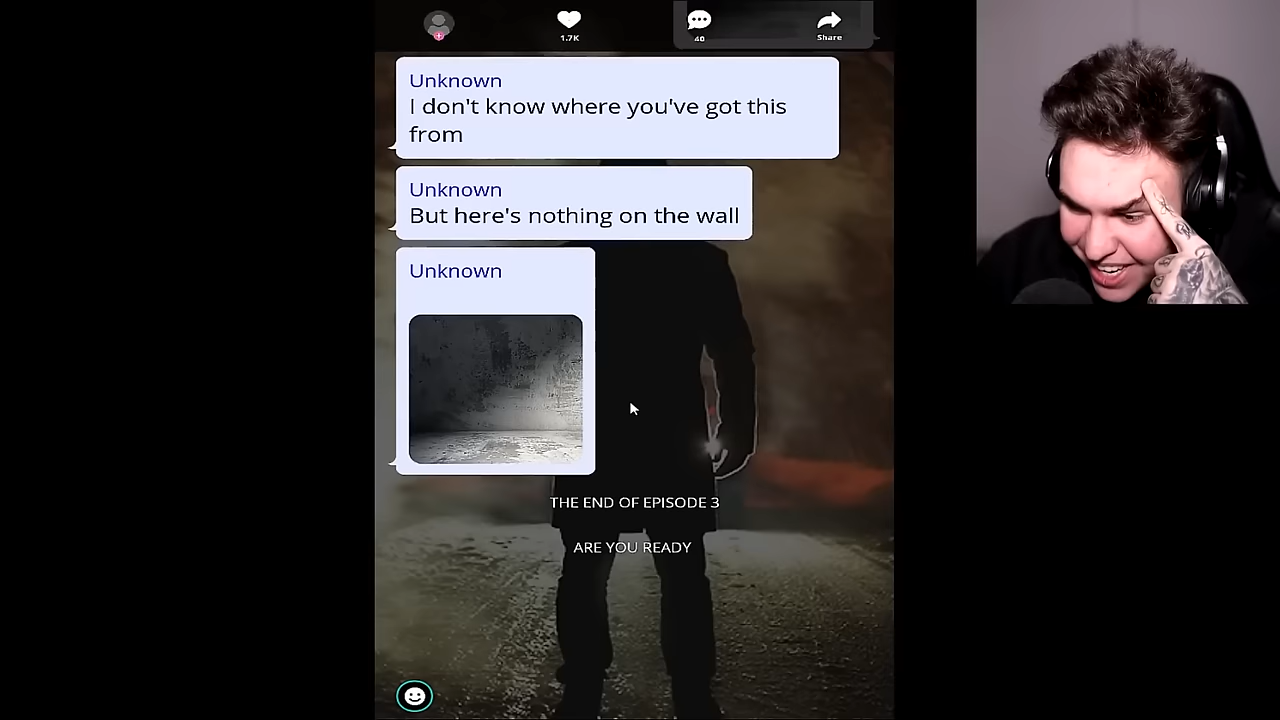 1.7K
40
Share
Unknown
I don't know where you've got this
from
Unknown
But here's nothing on the wall
Unknown
THE END OF EPISODE 3
ARE YOU READY